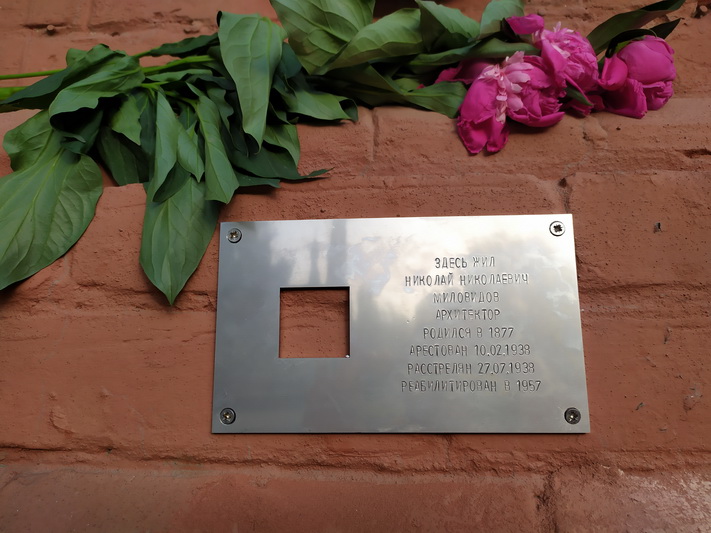 ЗДЕСЬ ЖИЛ
НИКОЛАЙ НИКОЛАЕВИЧ
МИЛОВИДОВ
АРХИТЕКТОР
РОДИЛСЯ В 1877
АРЕСТОВАН 10.02.1938
РАССТРЕЛЯН 27.07.1938
РЕАБИЛИТИРОВАН В 1957